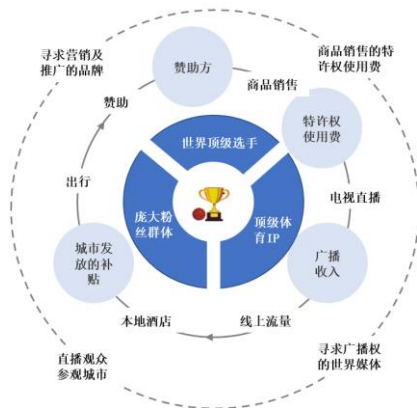 寻求营销及
推广的品牌
商品销售的特
许权使用费
赞助方
赞助
商品销售
特许权
使用费
世界顶级选手
出行
电视直播
庞大粉
丝群体
顶级体
育IP
城市发
放的补
贴
广播
收入
本地酒店
线上流量
直播观众
参观城市
寻求广播权
的世界媒体